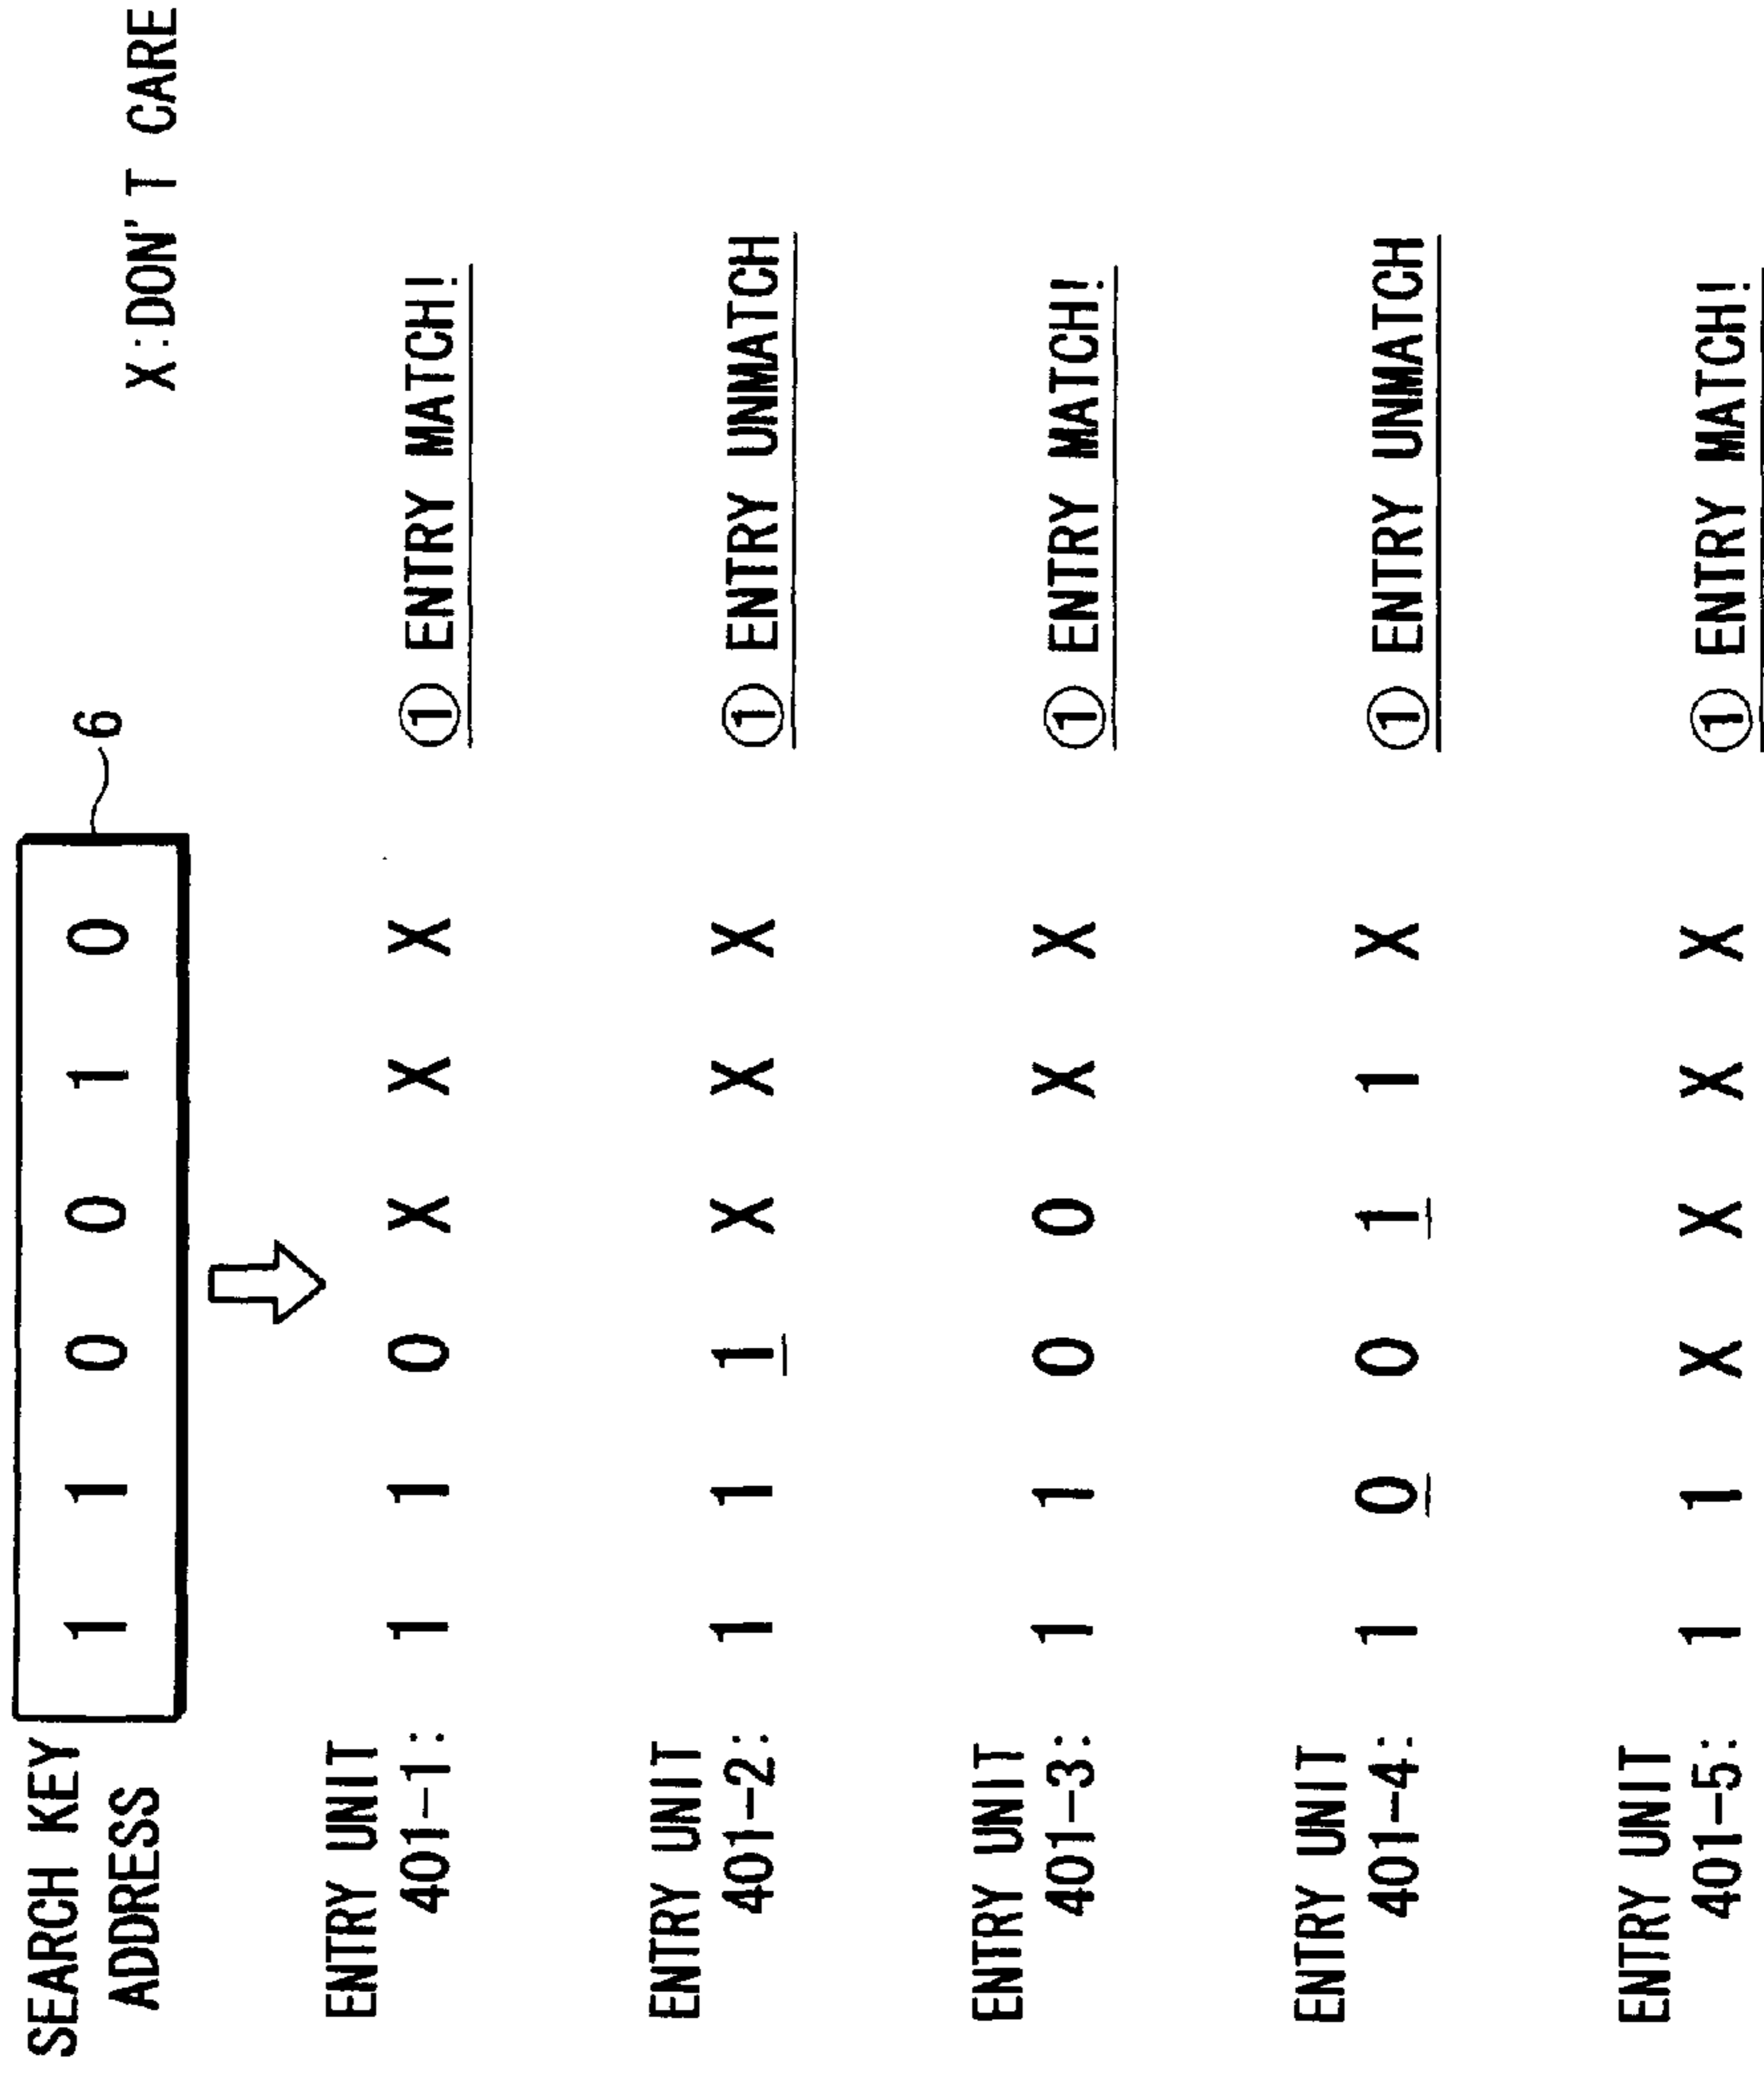 SEARCH KEY
ADDRESS
1 1 0 0 1 0
6
X:DON'T CARE
ENTRY UNIT
401-1: 1 1 0 X X X ① ENTRY MATCH!
ENTRY UNIT
401-2: 1 1 1 X X X ① ENTRY UNMATCH
ENTRY UNIT
401-3: 1 1 0 0 X X ① ENTRY MATCH!
ENTRY UNIT
401-4: 1 0 0 1 1 X ① ENTRY UNMATCH
ENTRY UNIT
401-5: 1 1 X X X X ① ENTRY MATCH!